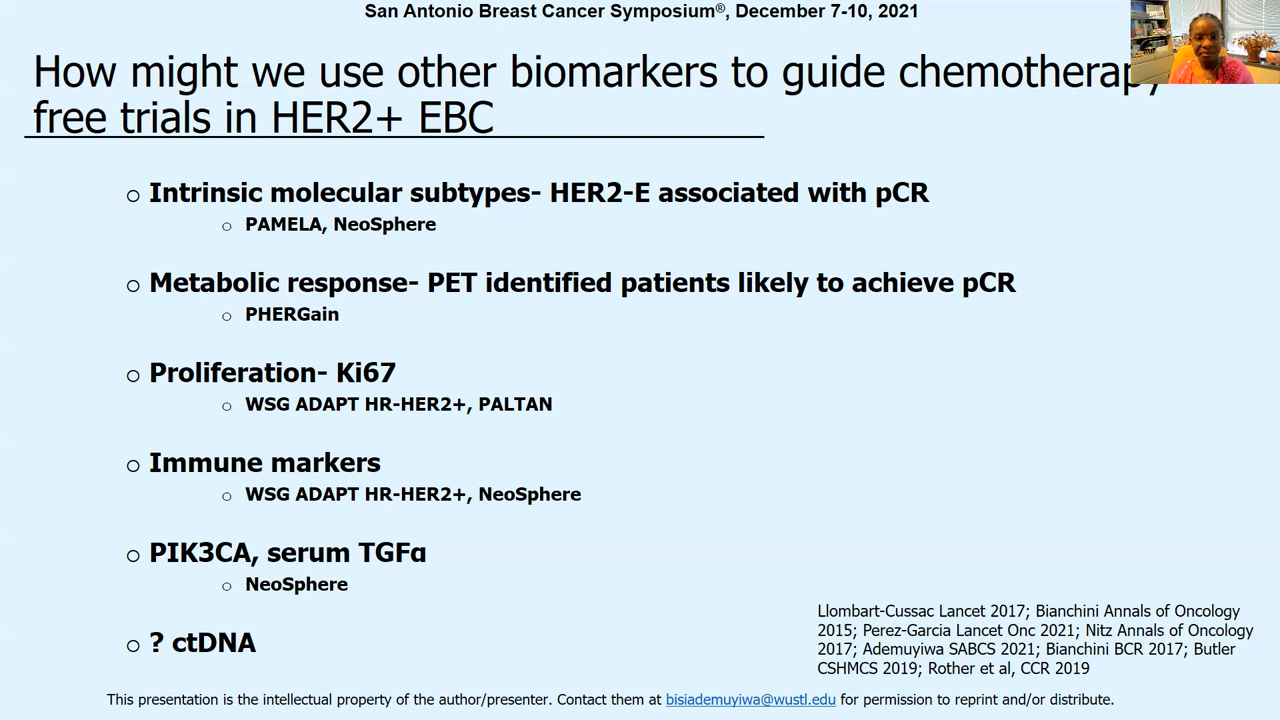 San Antonio Breast Cancer Symposium®, December 7-10, 2021
How might we use other biomarkers to guide chemotherapy
free trials in HER2+ EBC
o Intrinsic molecular subtypes- HER2-E associated with pCR
o PAMELA, NeoSphere
o Metabolic response- PET identified patients likely to achieve pCR
o PHERGain
o Proliferation- Ki67
o WSG ADAPT HR-HER2+, PALTAN
o Immune markers
o WSG ADAPT HR-HER2+, NeoSphere
o PIK3CA, serum TGFα
o NeoSphere
o ? ctDNA
Llombart-Cussac Lancet 2017; Bianchini Annals of Oncology
2015; Perez-Garcia Lancet Onc 2021; Nitz Annals of Oncology
2017; Ademuyiwa SABCS 2021; Bianchini BCR 2017; Butler
CSHMCS 2019; Rother et al, CCR 2019
This presentation is the intellectual property of the author/presenter. Contact them at bisiademuyiwa@wustl.edu for permission to reprint and/or distribute.